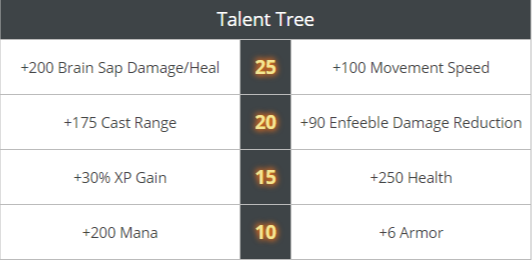 Talent Tree
+200 Brain Sap Damage/Heal 25 +100 Movement Speed
+175 Cast Range 20 +90 Enfeeble Damage Reduction
+30% XP Gain 15 +250 Health
+200 Mana 10 +6 Armor